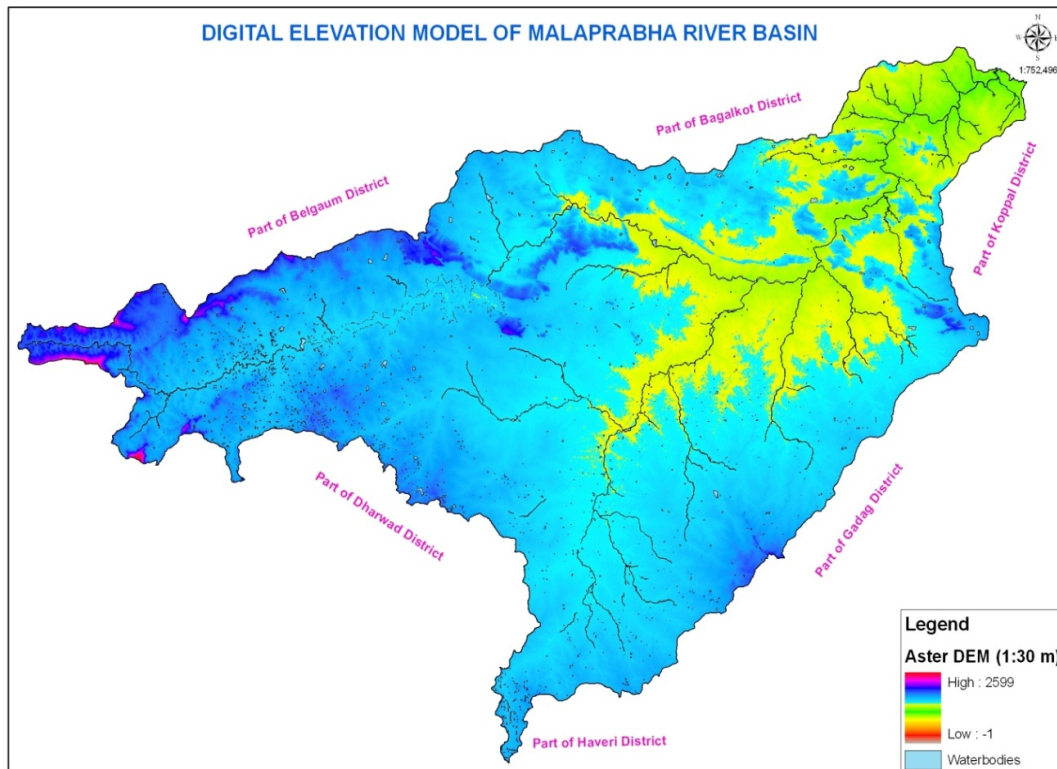 DIGITAL ELEVATION MODEL OF MALAPRABHA RIVER BASIN
N
W E
S
1:752,496
Part of Bagalkot District
Part of Belgaum District
Part of Koppal District
Part of Dharwad District
Part of Gadag District
Part of Haveri District
Legend
Aster DEM (1:30 m)
High : 2599
Low : -1
Waterbodies